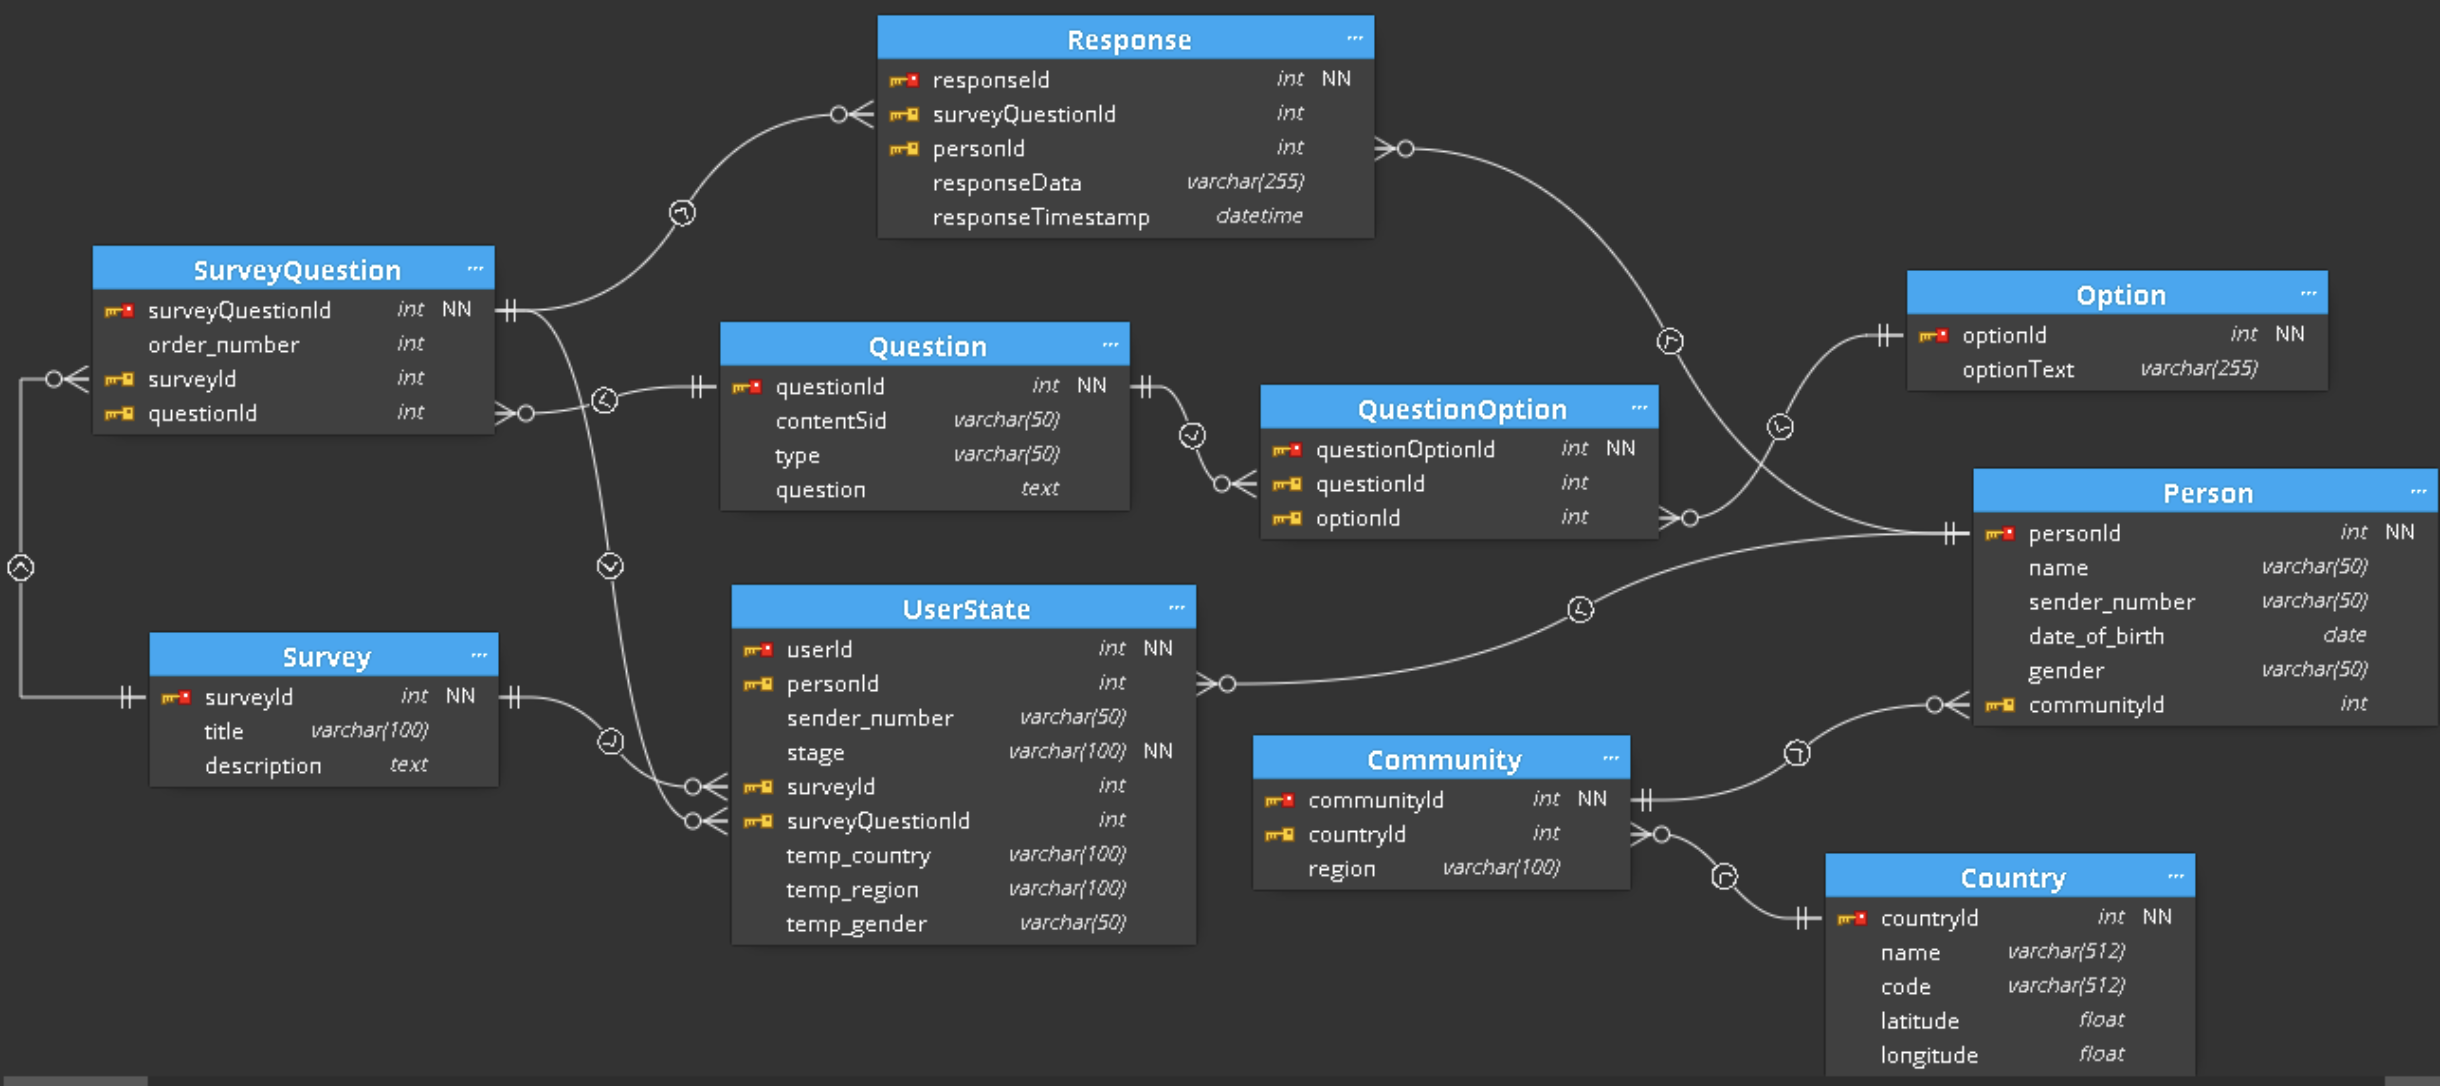 Response ...
responseId int NN
surveyQuestionId int
personId int
responseData varchar(255)
responseTimestamp datetime
SurveyQuestion ...
surveyQuestionId int NN
order_number int
surveyId int
questionId int
Question ...
questionId int NN
contentSid varchar(50)
type varchar(50)
question text
Option ...
optionId int NN
optionText varchar(255)
QuestionOption ...
questionOptionId int NN
questionId int
optionId int
Person ...
personId int NN
name varchar(50)
sender_number varchar(50)
date_of_birth date
gender varchar(50)
communityId int
UserState ...
userId int NN
personId int
sender_number varchar(50)
stage varchar(100) NN
surveyId int
surveyQuestionId int
temp_country varchar(100)
temp_region varchar(100)
temp_gender varchar(50)
Survey ...
surveyId int NN
title varchar(100)
description text
Community ...
communityId int NN
countryId int
region varchar(100)
Country ...
countryId int NN
name varchar(512)
code varchar(512)
latitude float
longitude float